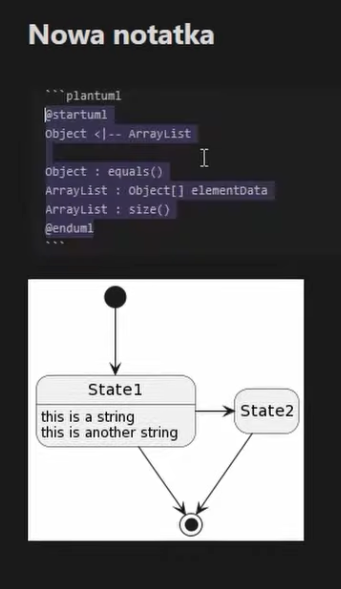 Nowa notatka
```plantuml
@startuml
Object <|-- ArrayList
Object : equals()
ArrayList : Object[] elementData
ArrayList : size()
@enduml
```
State1
this is a string
this is another string
State2